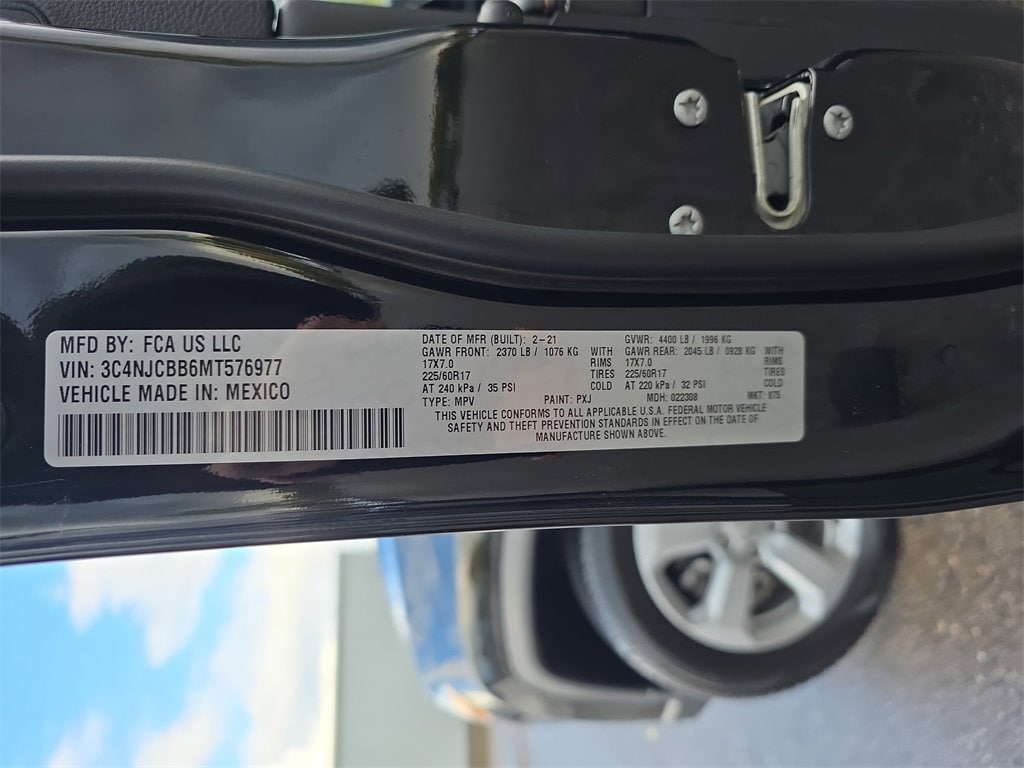 MFD BY: FCA US LLC
VIN: 3C4NJCBB6MT576977
VEHICLE MADE IN: MEXICO
DATE OF MFR (BUILT): 2-21
GAWR FRONT: 2370 LB / 1076 KG WITH
17X7.0 RIMS
225/60R17 TIRES
AT 240 kPa / 35 PSI COLD
TYPE: MPV PAINT: PXJ
GVWR: 4400 LB / 1996 KG
GAWR REAR: 2045 LB / 0928 KG WITH
17X7.0 RIMS
225/60R17 TIRES
AT 220 kPa / 32 PSI COLD
MDH: 022308 MKT: 975
THIS VEHICLE CONFORMS TO ALL APPLICABLE U.S.A. FEDERAL MOTOR VEHICLE
SAFETY AND THEFT PREVENTION STANDARDS IN EFFECT ON THE DATE OF
MANUFACTURE SHOWN ABOVE.